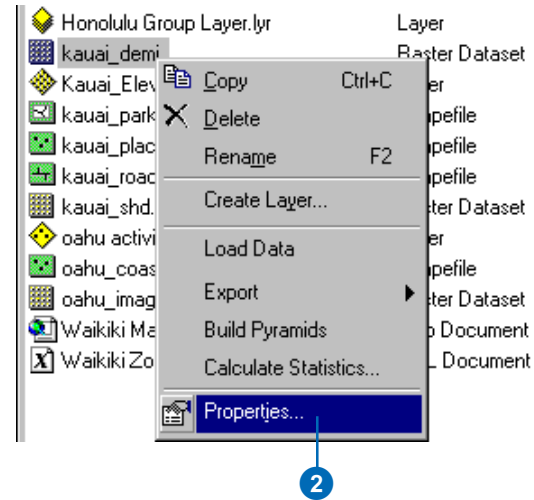 Honolulu Group Layer.lyr Layer
kauai_demi Raster Dataset
Kauai_Elev er
Copy Ctrl+C
kauai_park pefile
Delete
kauai_plac pefile
Rename F2
kauai_road pefile
kauai_shd. ter Dataset
Create Layer...
oahu activi er
Load Data
oahu_coas pefile
oahu_imag ter Dataset
Export
Waikiki Ma Document
Build Pyramids
Waikiki Zo L Document
Calculate Statistics...
Properties...
2